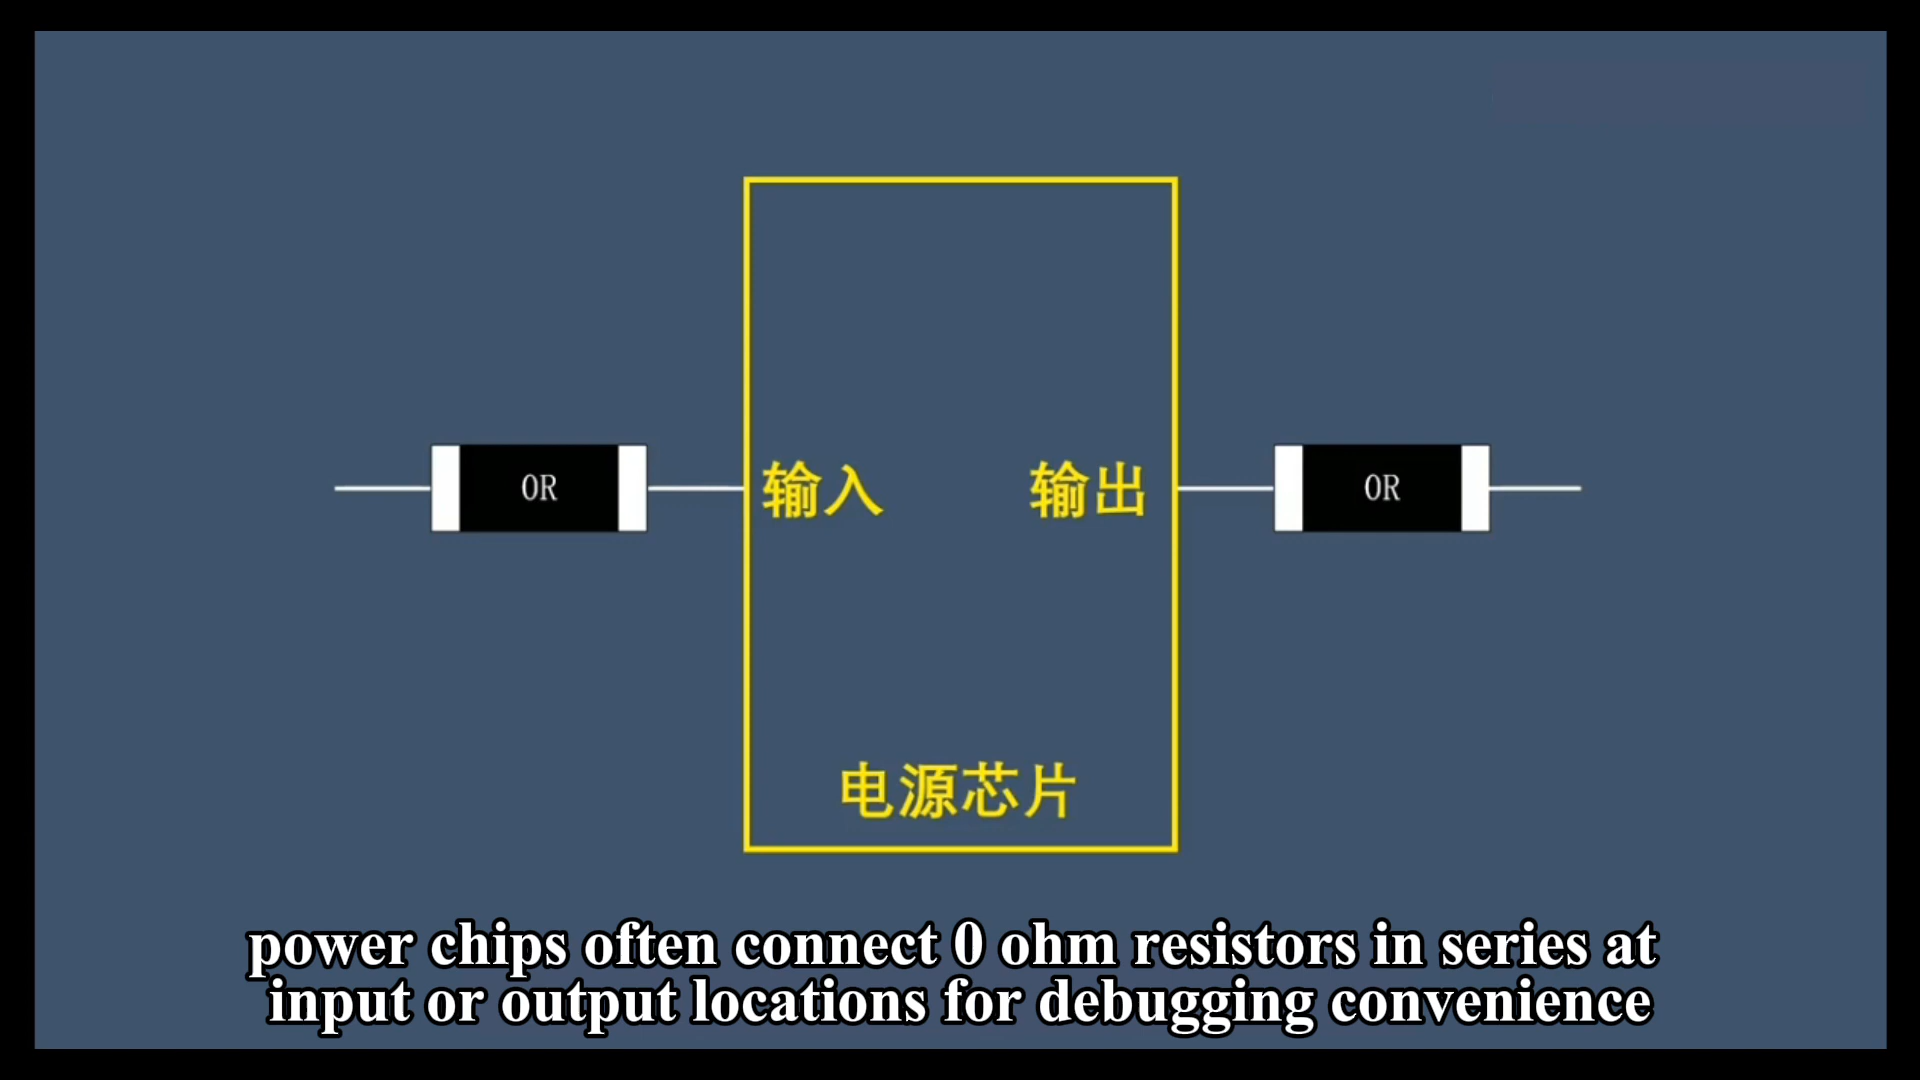 0R
输入
输出
0R
电源芯片
power chips often connect 0 ohm resistors in series at
input or output locations for debugging convenience